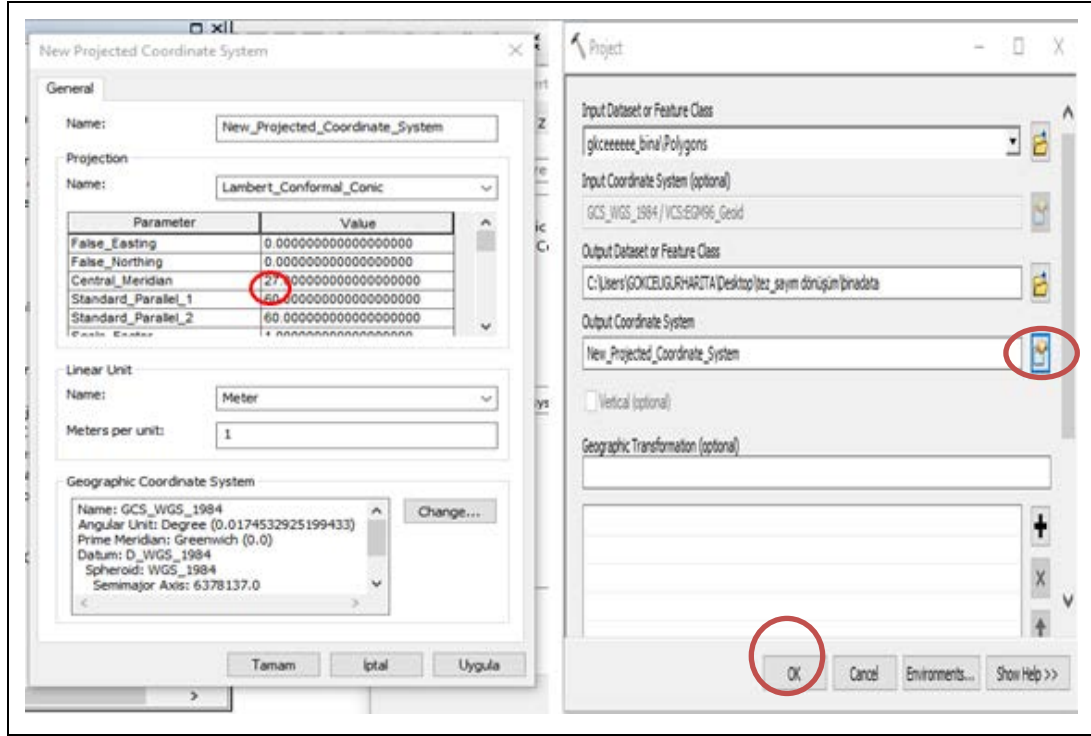 New Projected Coordinate System
General
Name:
New_Projected_Coordinate_System
Projection
Name:
Lambert_Conformal_Conic
Parameter Value
False_Easting 0.000000000000000000
False_Northing 0.000000000000000000
Central_Meridian 27.000000000000000000
Standard_Parallel_1 60.000000000000000000
Standard_Parallel_2 60.000000000000000000
Linear Unit
Name:
Meter
Meters per unit:
1
Geographic Coordinate System
Name: GCS_WGS_1984
Angular Unit: Degree (0.0174532925199433)
Prime Meridian: Greenwich (0.0)
Datum: D_WGS_1984
Spheroid: WGS_1984
Semimajor Axis: 6378137.0
Change...
Tamam
İptal
Uygula
Project
Input Dataset or Feature Class
gkceeeeee_bina\Polygons
Input Coordinate System (optional)
GCS_WGS_1984 / VCS:EGM96_Geoid
Output Dataset or Feature Class
C:\Users\GOKCEUGURHARITA\Desktop\tez_sayım dönüşüm\binadata
Output Coordinate System
New_Projected_Coordinate_System
Vertical (optional)
Geographic Transformation (optional)
OK
Cancel
Environments...
Show Help >>